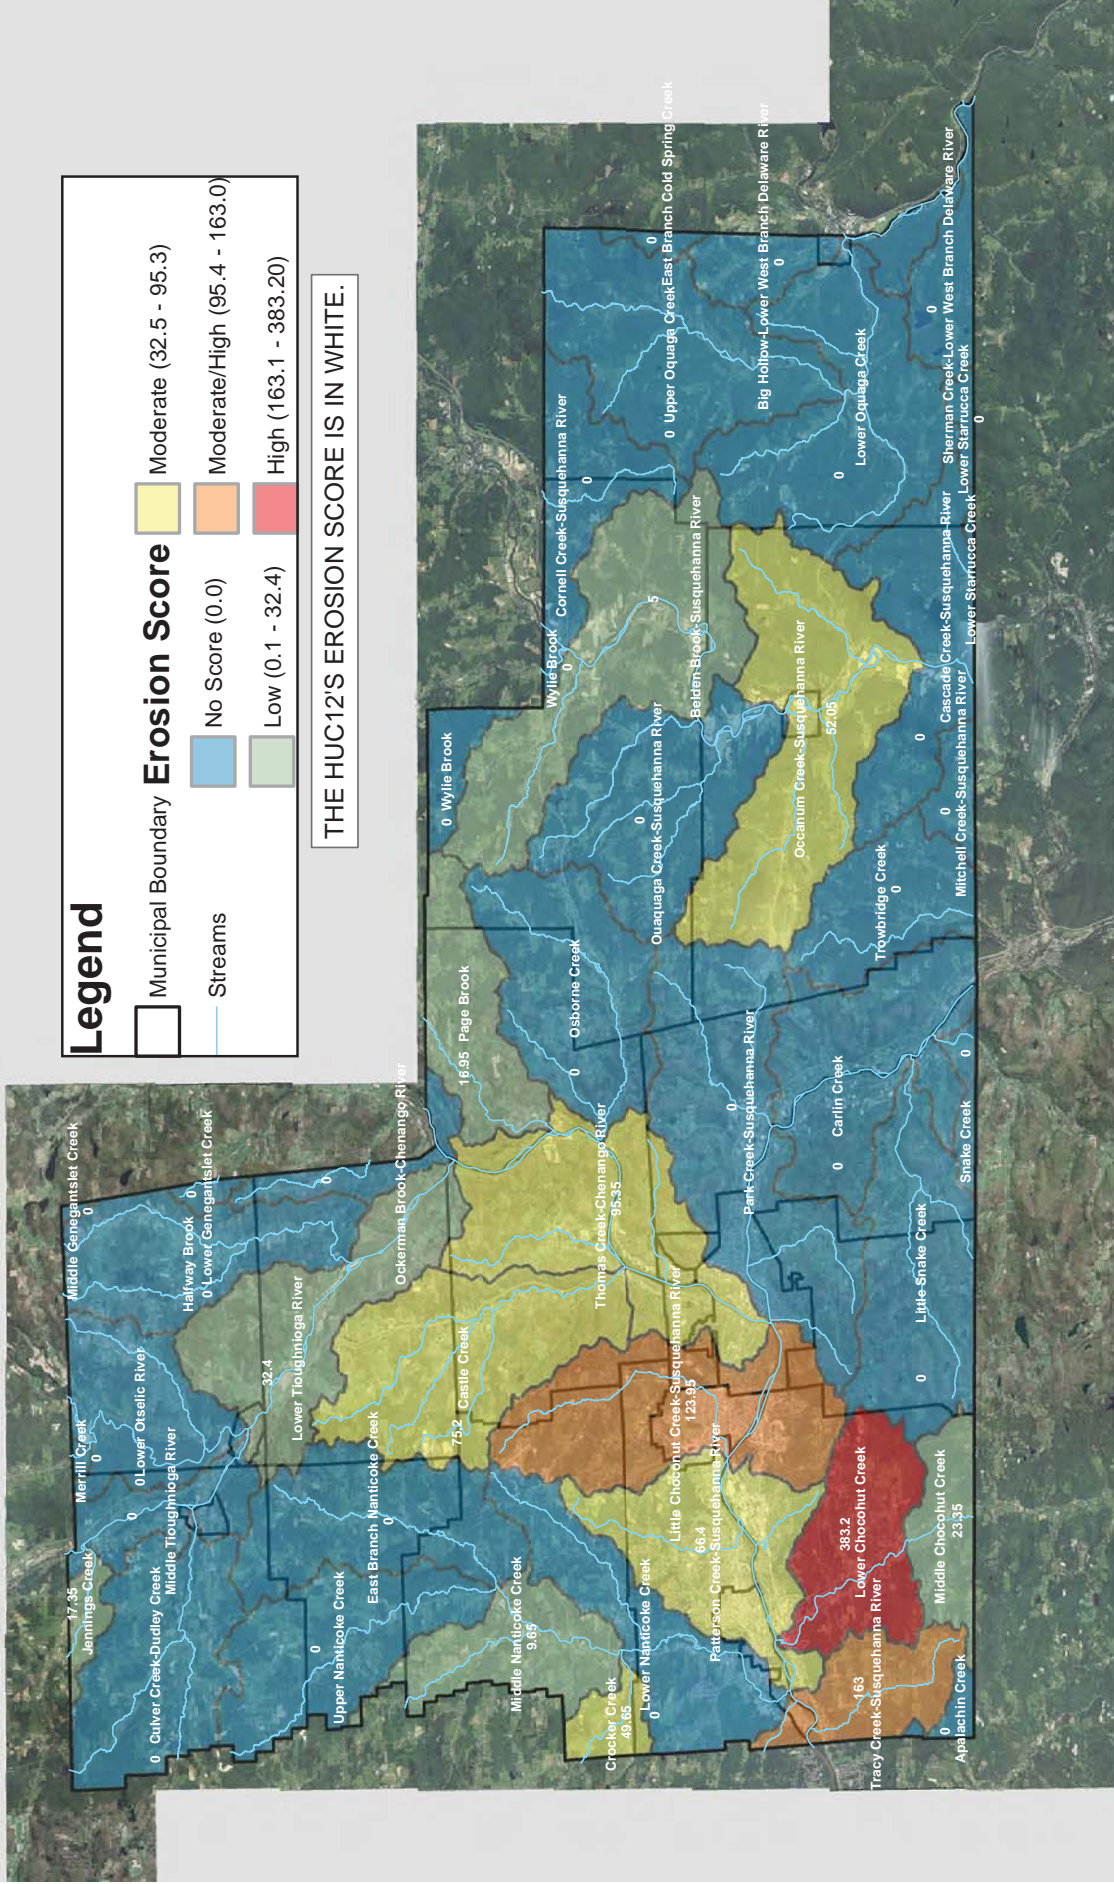 Legend
Municipal Boundary
Streams
Erosion Score
No Score (0.0)
Low (0.1 - 32.4)
Moderate (32.5 - 95.3)
Moderate/High (95.4 - 163.0)
High (163.1 - 383.20)
THE HUC12'S EROSION SCORE IS IN WHITE.
17.35
Jennings Creek
0
Merrill Creek
0
0 Lower Otselic River
Middle Tioughnioga River
0 Culver Creek-Dudley Creek
Middle Genegantslet Creek
0
Halfway Brook
0
0 Lower Genegantslet Creek
0
32.4
Lower Tioughnioga River
Ockerman Brook-Chenango River
0
Upper Nanticoke Creek
East Branch Nanticoke Creek
0
75.2 Castle Creek
16.95 Page Brook
0 Wylie Brook
Wylie Brook
0
Cornell Creek-Susquehanna River
0
Middle Nanticoke Creek
9.65
Osborne Creek
0
Thomas Creek-Chenango River
95.35
Crocker Creek
49.65
Lower Nanticoke Creek
0
Ouaquaga Creek-Susquehanna River
0
5
Belden Brook-Susquehanna River
0 Upper Oquaga Creek
East Branch Cold Spring Creek
0
Little Choconut Creek-Susquehanna River
123.95
66.4
Patterson Creek-Susquehanna River
Park Creek-Susquehanna River
0
Occanum Creek-Susquehanna River
52.05
Big Hollow-Lower West Branch Delaware River
0
Lower Oquaga Creek
0
383.2
Lower Chocohut Creek
Carlin Creek
0
Trowbridge Creek
0
Tracy Creek-Susquehanna River
163
Middle Chocohut Creek
23.35
Little Snake Creek
0
Cascade Creek-Susquehanna River
0
Mitchell Creek-Susquehanna River
0
Sherman Creek-Lower West Branch Delaware River
0
Lower Starrucca Creek
0
Lower Starrucca Creek
Snake Creek
0
Apalachin Creek
0